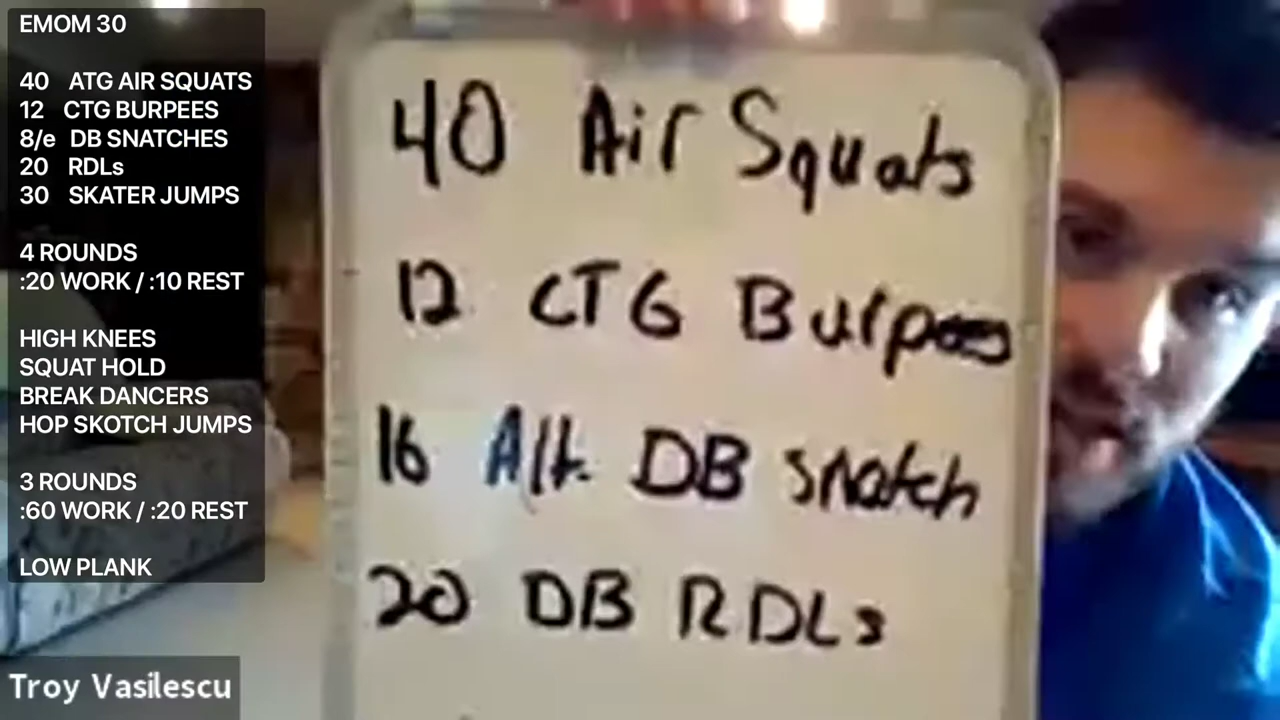 EMOM 30
40 ATG AIR SQUATS
12 CTG BURPEES
8/e DB SNATCHES
20 RDLs
30 SKATER JUMPS
4 ROUNDS
:20 WORK / :10 REST
HIGH KNEES
SQUAT HOLD
BREAK DANCERS
HOP SKOTCH JUMPS
3 ROUNDS
:60 WORK / :20 REST
LOW PLANK
Troy Vasilescu
40 Air Squats
12 CTG Burpees
16 Alt. DB snatch
20 DB RDLs